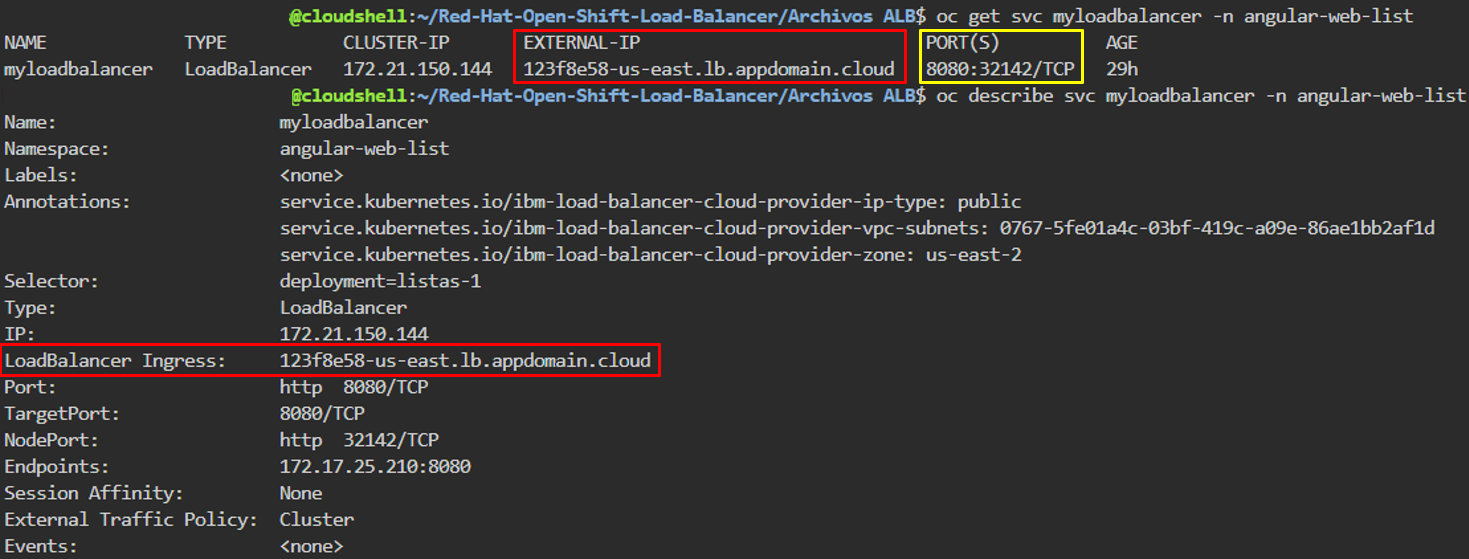 @cloudshell:~/Red-Hat-Open-Shift-Load-Balancer/Archivos ALB$ oc get svc myloadbalancer -n angular-web-list
NAME TYPE CLUSTER-IP EXTERNAL-IP PORT(S) AGE
myloadbalancer LoadBalancer 172.21.150.144 123f8e58-us-east.lb.appdomain.cloud 8080:32142/TCP 29h
@cloudshell:~/Red-Hat-Open-Shift-Load-Balancer/Archivos ALB$ oc describe svc myloadbalancer -n angular-web-list
Name: myloadbalancer
Namespace: angular-web-list
Labels: <none>
Annotations: service.kubernetes.io/ibm-load-balancer-cloud-provider-ip-type: public
service.kubernetes.io/ibm-load-balancer-cloud-provider-vpc-subnets: 0767-5fe01a4c-03bf-419c-a09e-86ae1bb2af1d
service.kubernetes.io/ibm-load-balancer-cloud-provider-zone: us-east-2
Selector: deployment=listas-1
Type: LoadBalancer
IP: 172.21.150.144
LoadBalancer Ingress: 123f8e58-us-east.lb.appdomain.cloud
Port: http 8080/TCP
TargetPort: 8080/TCP
NodePort: http 32142/TCP
Endpoints: 172.17.25.210:8080
Session Affinity: None
External Traffic Policy: Cluster
Events: <none>